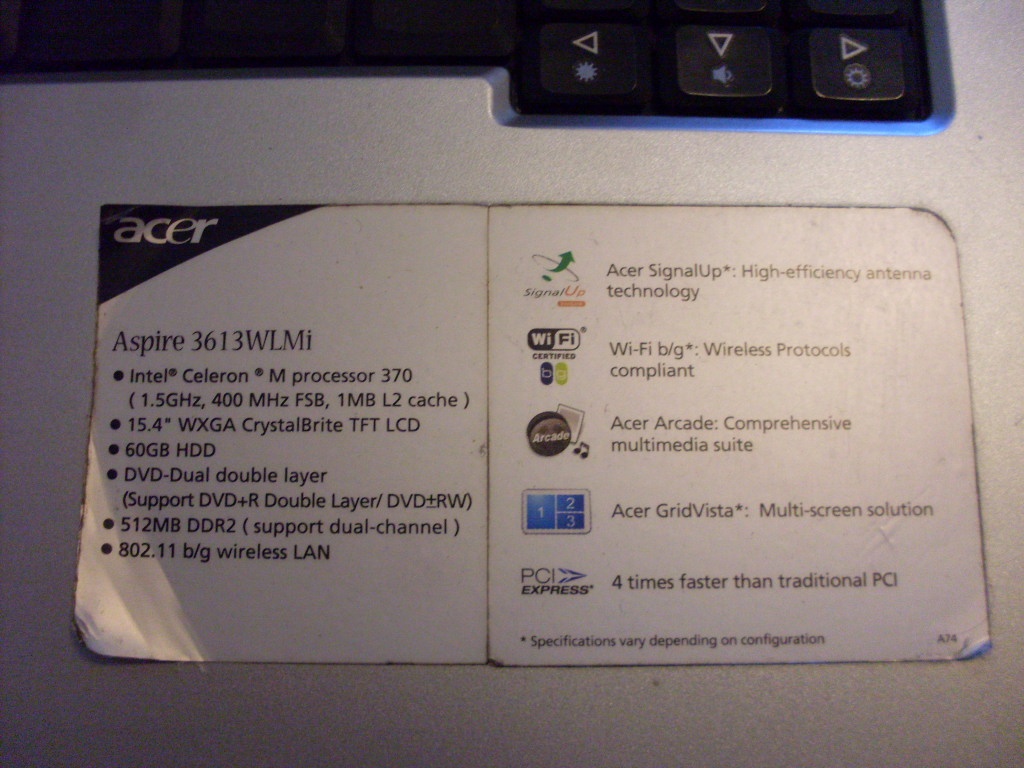 acer
Aspire 3613WLMi
• Intel® Celeron ® M processor 370
( 1.5GHz, 400 MHz FSB, 1MB L2 cache )
• 15.4" WXGA CrystalBrite TFT LCD
• 60GB HDD
• DVD-Dual double layer
(Support DVD+R Double Layer/ DVD±RW)
• 512MB DDR2 ( support dual-channel )
• 802.11 b/g wireless LAN
SignalUp
Acer SignalUp*: High-efficiency antenna
technology
Wi Fi®
CERTIFIED
b g
Wi-Fi b/g*: Wireless Protocols
compliant
Arcade
Acer Arcade: Comprehensive
multimedia suite
1 2
3
Acer GridVista*: Multi-screen solution
PCI
EXPRESS*
4 times faster than traditional PCI
* Specifications vary depending on configuration
A74